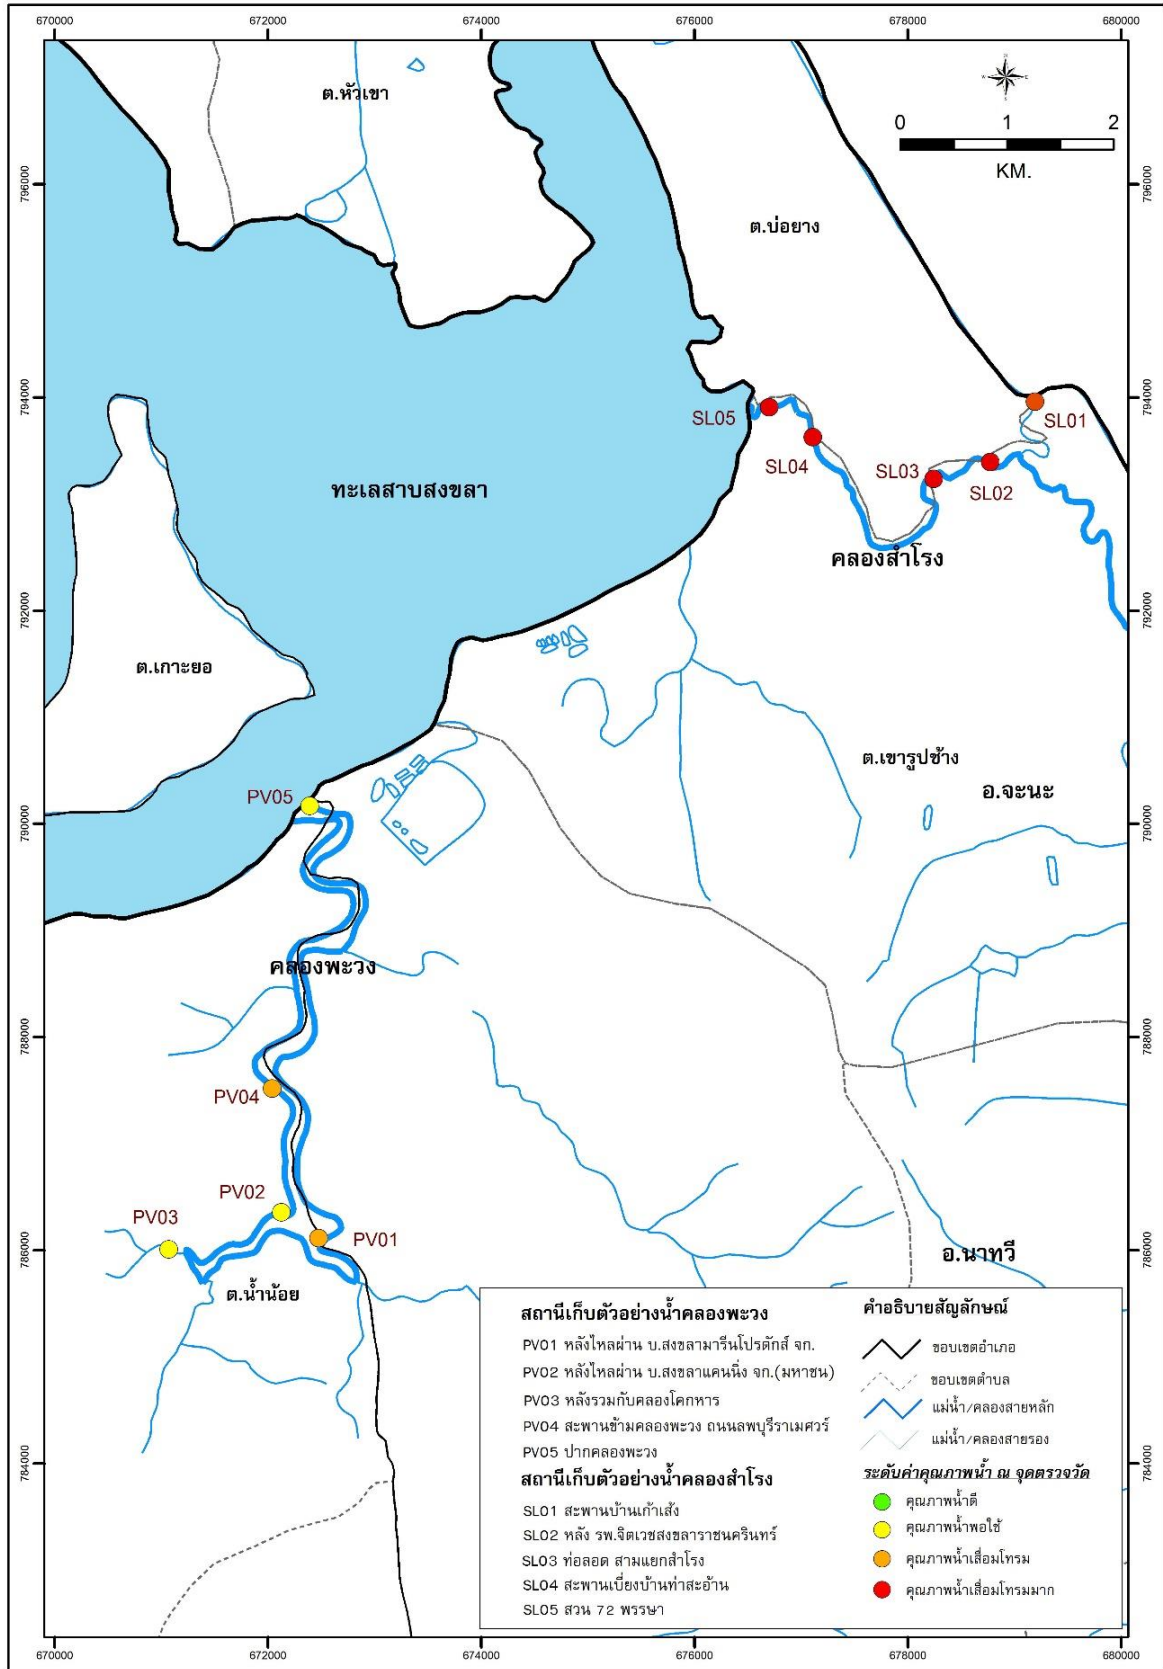 670000 672000 674000 676000 678000 680000
ต.หัวเขา
0 1 2
KM.
796000 796000
ต.บ่อยาง
794000 794000
SL05
SL04
SL03
SL02
SL01
ทะเลสาบสงขลา
คลองสำโรง
792000 792000
ต.เกาะยอ
ต.เขารูปช้าง
อ.จะนะ
PV05
790000 790000
คลองพะวง
788000 788000
PV04
PV02
PV03
PV01
786000 786000
ต.น้ำน้อย
อ.นาทวี
สถานีเก็บตัวอย่างน้ำคลองพะวง
PV01 หลังไหลผ่าน บ.สงขลามารีนโปรดักส์ จก.
PV02 หลังไหลผ่าน บ.สงขลาแคนนิ่ง จก.(มหาชน)
PV03 หลังรวมกับคลองโคกหาร
PV04 สะพานข้ามคลองพะวง ถนนลพบุรีราเมศวร์
PV05 ปากคลองพะวง
สถานีเก็บตัวอย่างน้ำคลองสำโรง
SL01 สะพานบ้านเก้าเส้ง
SL02 หลัง รพ.จิตเวชสงขลาราชนครินทร์
SL03 ท่อลอด สามแยกสำโรง
SL04 สะพานเบี่ยงบ้านท่าสะอ้าน
SL05 สวน 72 พรรษา
คำอธิบายสัญลักษณ์
ขอบเขตอำเภอ
ขอบเขตตำบล
แม่น้ำ/คลองสายหลัก
แม่น้ำ/คลองสายรอง
ระดับค่าคุณภาพน้ำ ณ จุดตรวจวัด
คุณภาพน้ำดี
คุณภาพน้ำพอใช้
คุณภาพน้ำเสื่อมโทรม
คุณภาพน้ำเสื่อมโทรมมาก
784000 784000
670000 672000 674000 676000 678000 680000